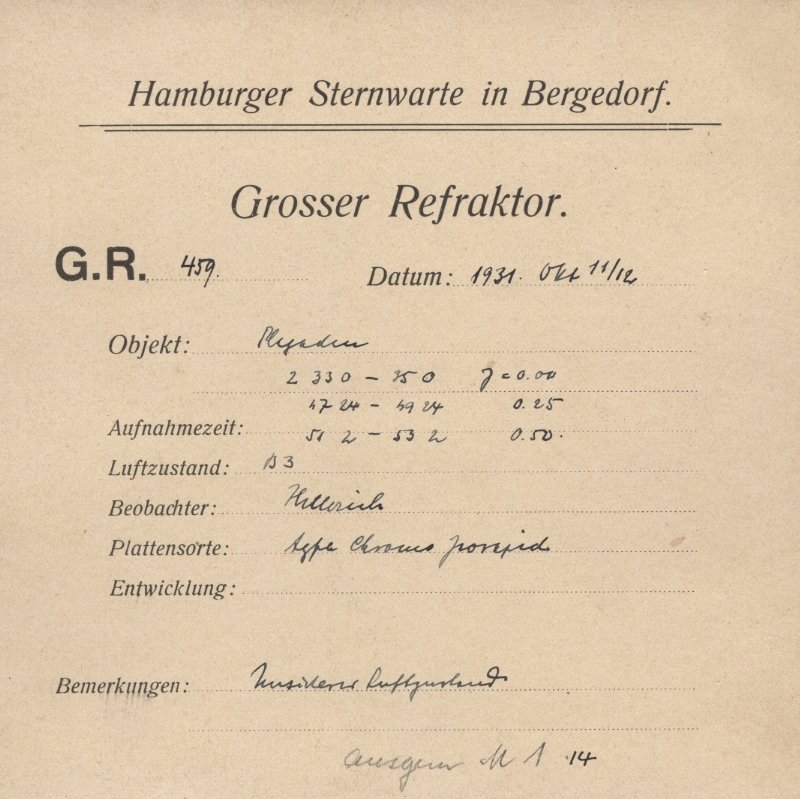 Hamburger Sternwarte in Bergedorf.
Grosser Refraktor.
G.R. 459. Datum: 1931. Okt 11/12
Objekt: Plejaden
2 33 0 – 35 0 J = 0.00
47 24 – 49 24 0.25
Aufnahmezeit: 51 2 – 53 2 0.50.
Luftzustand: B 3
Beobachter: Hellerich
Plattensorte: Agfa Chromo
Entwicklung:
Bemerkungen: Luftzustand
M 1 14